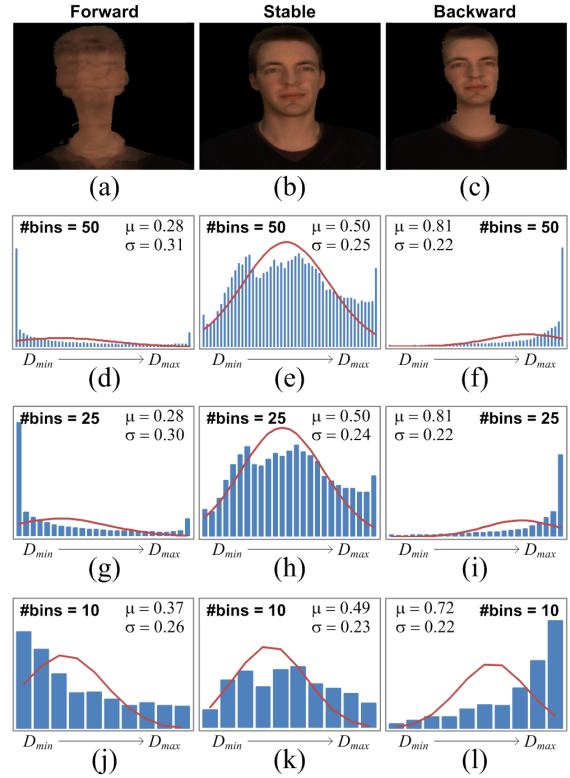 Forward Stable Backward
(a) (b) (c)
#bins = 50 μ = 0.28 #bins = 50 μ = 0.50 μ = 0.81 #bins = 50
σ = 0.31 σ = 0.25 σ = 0.22
Dmin Dmax Dmin Dmax Dmin Dmax
(d) (e) (f)
#bins = 25 μ = 0.28 #bins = 25 μ = 0.50 μ = 0.81 #bins = 25
σ = 0.30 σ = 0.24 σ = 0.22
Dmin Dmax Dmin Dmax Dmin Dmax
(g) (h) (i)
#bins = 10 μ = 0.37 #bins = 10 μ = 0.49 μ = 0.72 #bins = 10
σ = 0.26 σ = 0.23 σ = 0.22
Dmin Dmax Dmin Dmax Dmin Dmax
(j) (k) (l)